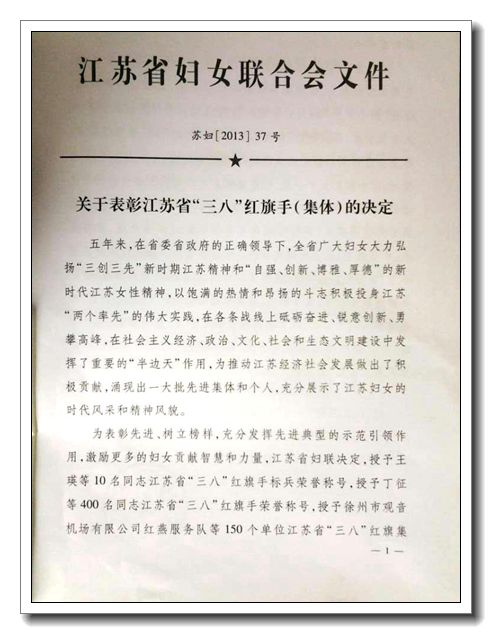 江苏省妇女联合会文件
苏妇[2013] 37 号
关于表彰江苏省“三八”红旗手(集体)的决定
五年来,在省委省政府的正确领导下,全省广大妇女大力弘
扬“三创三先”新时期江苏精神和“自强、创新、博雅、厚德”的新
时代江苏女性精神,以饱满的热情和昂扬的斗志积极投身江苏
“两个率先”的伟大实践,在各条战线上砥砺奋进、锐意创新、勇
攀高峰,在社会主义经济、政治、文化、社会和生态文明建设中发
挥了重要的“半边天”作用,为推动江苏经济社会发展做出了积
极贡献,涌现出一大批先进集体和个人,充分展示了江苏妇女的
时代风采和精神风貌。
为表彰先进、树立榜样,充分发挥先进典型的示范引领作
用,激励更多的妇女贡献智慧和力量,江苏省妇联决定,授予王
瑛等 10 名同志江苏省“三八”红旗手标兵荣誉称号,授予丁征
等 400 名同志江苏省“三八”红旗手荣誉称号,授予徐州市观音
机场有限公司红燕服务队等 150 个单位江苏省“三八”红旗集
— 1 —